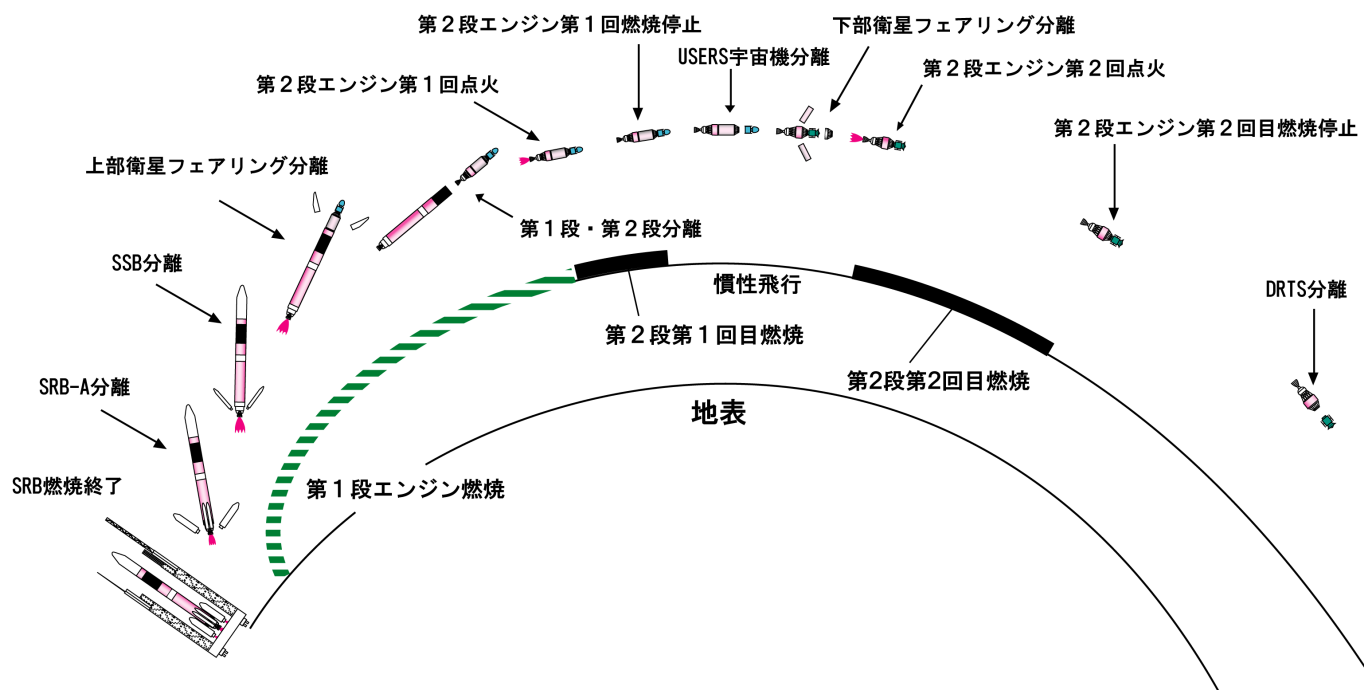 SRB燃焼終了
SRB-A分離
SSB分離
上部衛星フェアリング分離
第１段・第２段分離
第２段エンジン第１回点火
第２段エンジン第１回燃焼停止
USERS宇宙機分離
下部衛星フェアリング分離
第２段エンジン第２回点火
第２段エンジン第２回目燃焼停止
DRTS分離
第１段エンジン燃焼
第２段第１回目燃焼
慣性飛行
第2段第2回目燃焼
地表